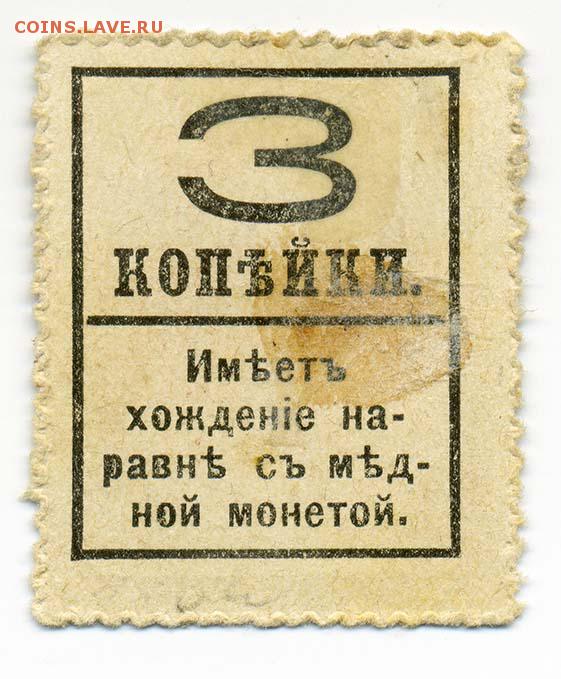 COINS.LAVE.RU
3
КОПѢЙКИ.
Имѣетъ
хожденіе на-
равнѣ съ мѣд-
ной монетой.